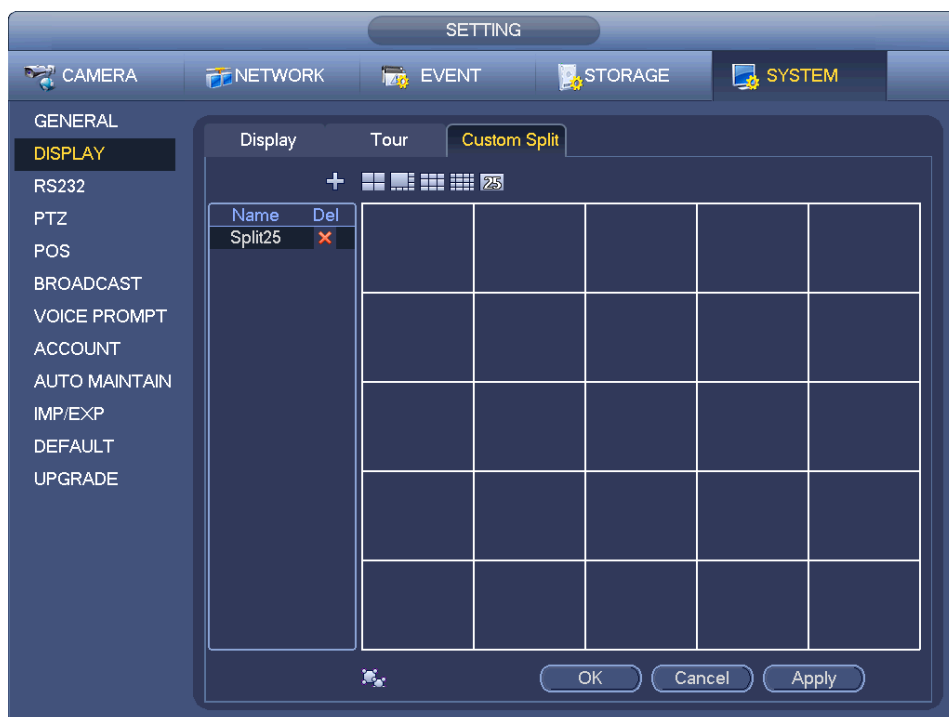 SETTING
CAMERA NETWORK EVENT STORAGE SYSTEM
GENERAL
DISPLAY
RS232
PTZ
POS
BROADCAST
VOICE PROMPT
ACCOUNT
AUTO MAINTAIN
IMP/EXP
DEFAULT
UPGRADE
Display Tour Custom Split
25
Name Del
Split25
OK Cancel Apply